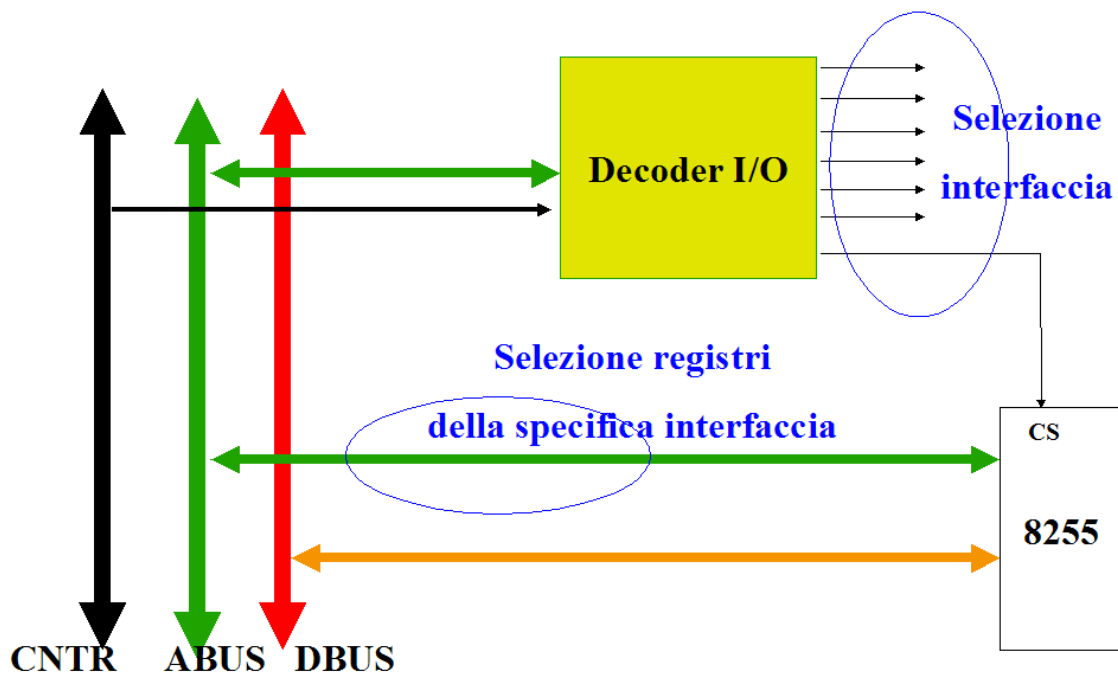 Decoder I/O
Selezione
interfaccia
Selezione registri
della specifica interfaccia
CS
8255
CNTR ABUS DBUS